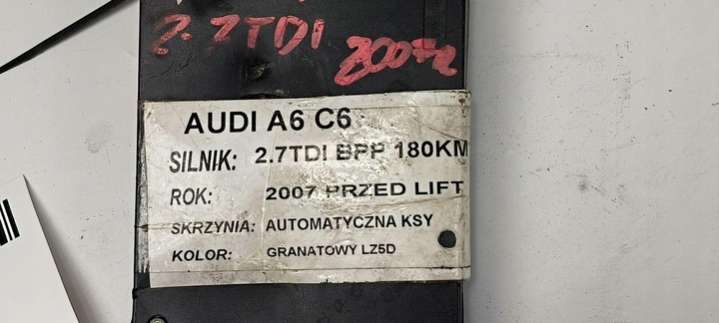 2.7TDI 2007r
AUDI A6 C6
SILNIK: 2.7TDI BPP 180KM
ROK: 2007 PRZED LIFT
SKRZYNIA: AUTOMATYCZNA KSY
KOLOR: GRANATOWY LZ5D